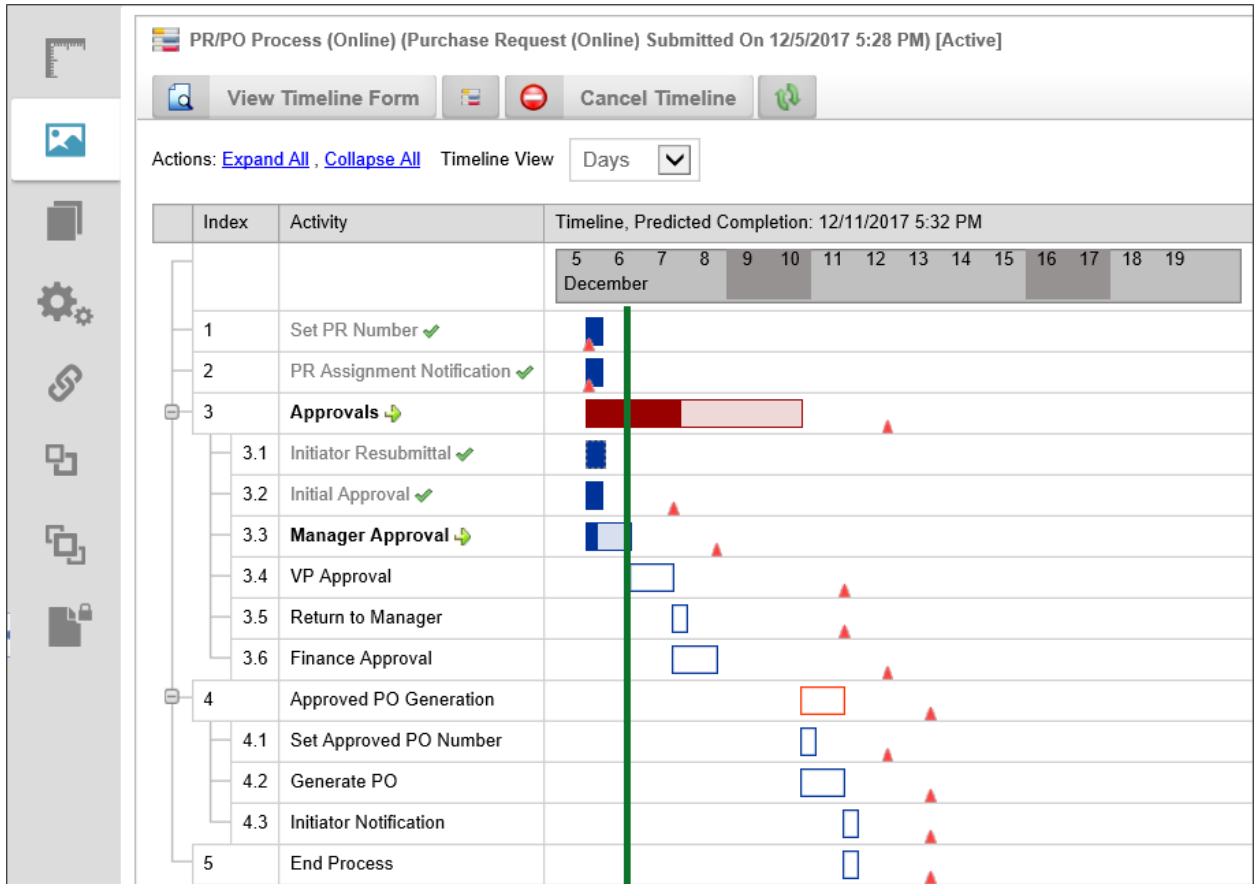 PR/PO Process (Online) (Purchase Request (Online) Submitted On 12/5/2017 5:28 PM) [Active]
View Timeline Form Cancel Timeline
Actions: Expand All , Collapse All Timeline View Days
Index Activity Timeline, Predicted Completion: 12/11/2017 5:32 PM
5 6 7 8 9 10 11 12 13 14 15 16 17 18 19
December
1 Set PR Number
2 PR Assignment Notification
3 Approvals
3.1 Initiator Resubmittal
3.2 Initial Approval
3.3 Manager Approval
3.4 VP Approval
3.5 Return to Manager
3.6 Finance Approval
4 Approved PO Generation
4.1 Set Approved PO Number
4.2 Generate PO
4.3 Initiator Notification
5 End Process